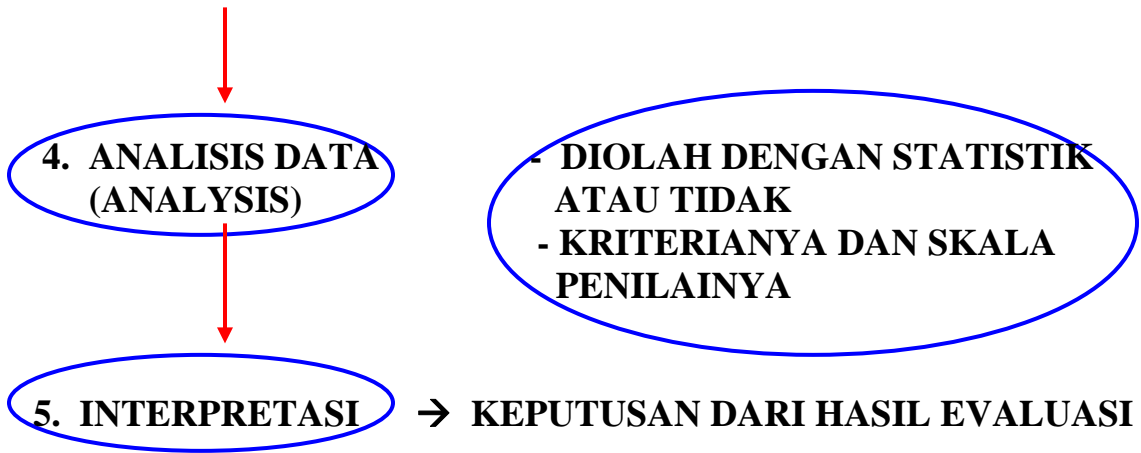 4. ANALISIS DATA
(ANALYSIS)
- DIOLAH DENGAN STATISTIK
ATAU TIDAK
- KRITERIANYA DAN SKALA
PENILAINYA
5. INTERPRETASI → KEPUTUSAN DARI HASIL EVALUASI